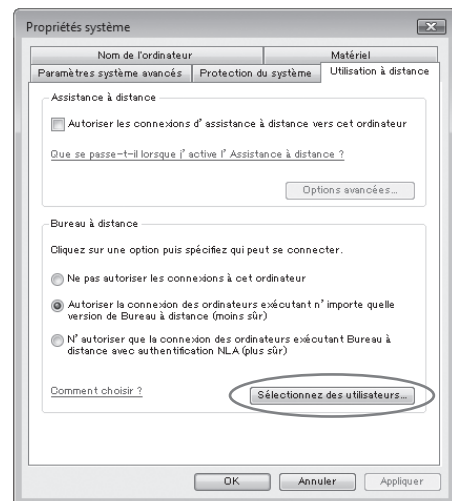 Propriétés système
Nom de l'ordinateur
Matériel
Paramètres système avancés
Protection du système
Utilisation à distance
Assistance à distance
Autoriser les connexions d'assistance à distance vers cet ordinateur
Que se passe-t-il lorsque j'active l'Assistance à distance ?
Options avancées...
Bureau à distance
Cliquez sur une option puis spécifiez qui peut se connecter.
Ne pas autoriser les connexions à cet ordinateur
Autoriser la connexion des ordinateurs exécutant n'importe quelle
version de Bureau à distance (moins sûr)
N'autoriser que la connexion des ordinateurs exécutant Bureau à
distance avec authentification NLA (plus sûr)
Comment choisir ?
Sélectionnez des utilisateurs...
OK
Annuler
Appliquer